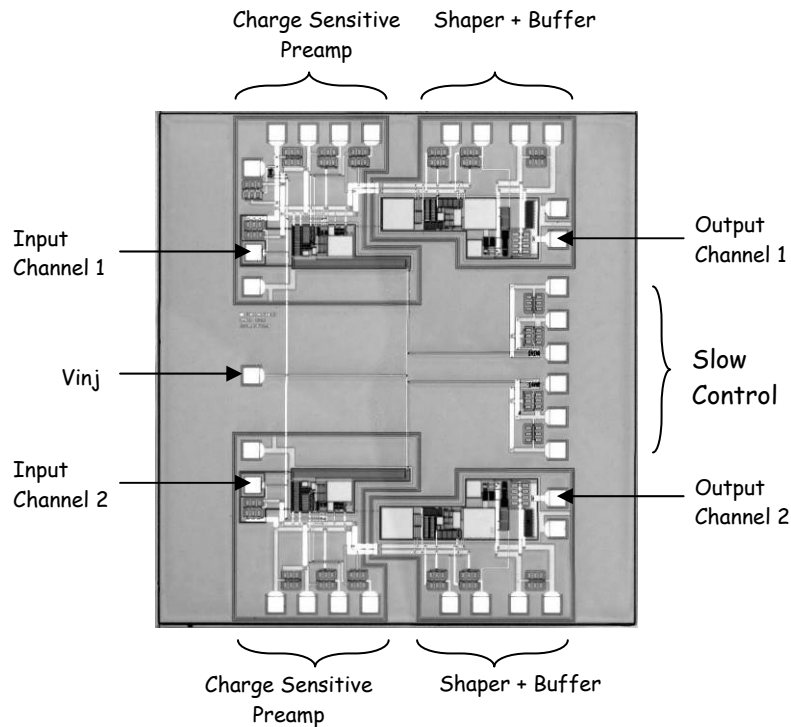 Charge Sensitive
Preamp
Shaper + Buffer
Input
Channel 1
Output
Channel 1
Vinj
Slow
Control
Input
Channel 2
Output
Channel 2
Charge Sensitive
Preamp
Shaper + Buffer